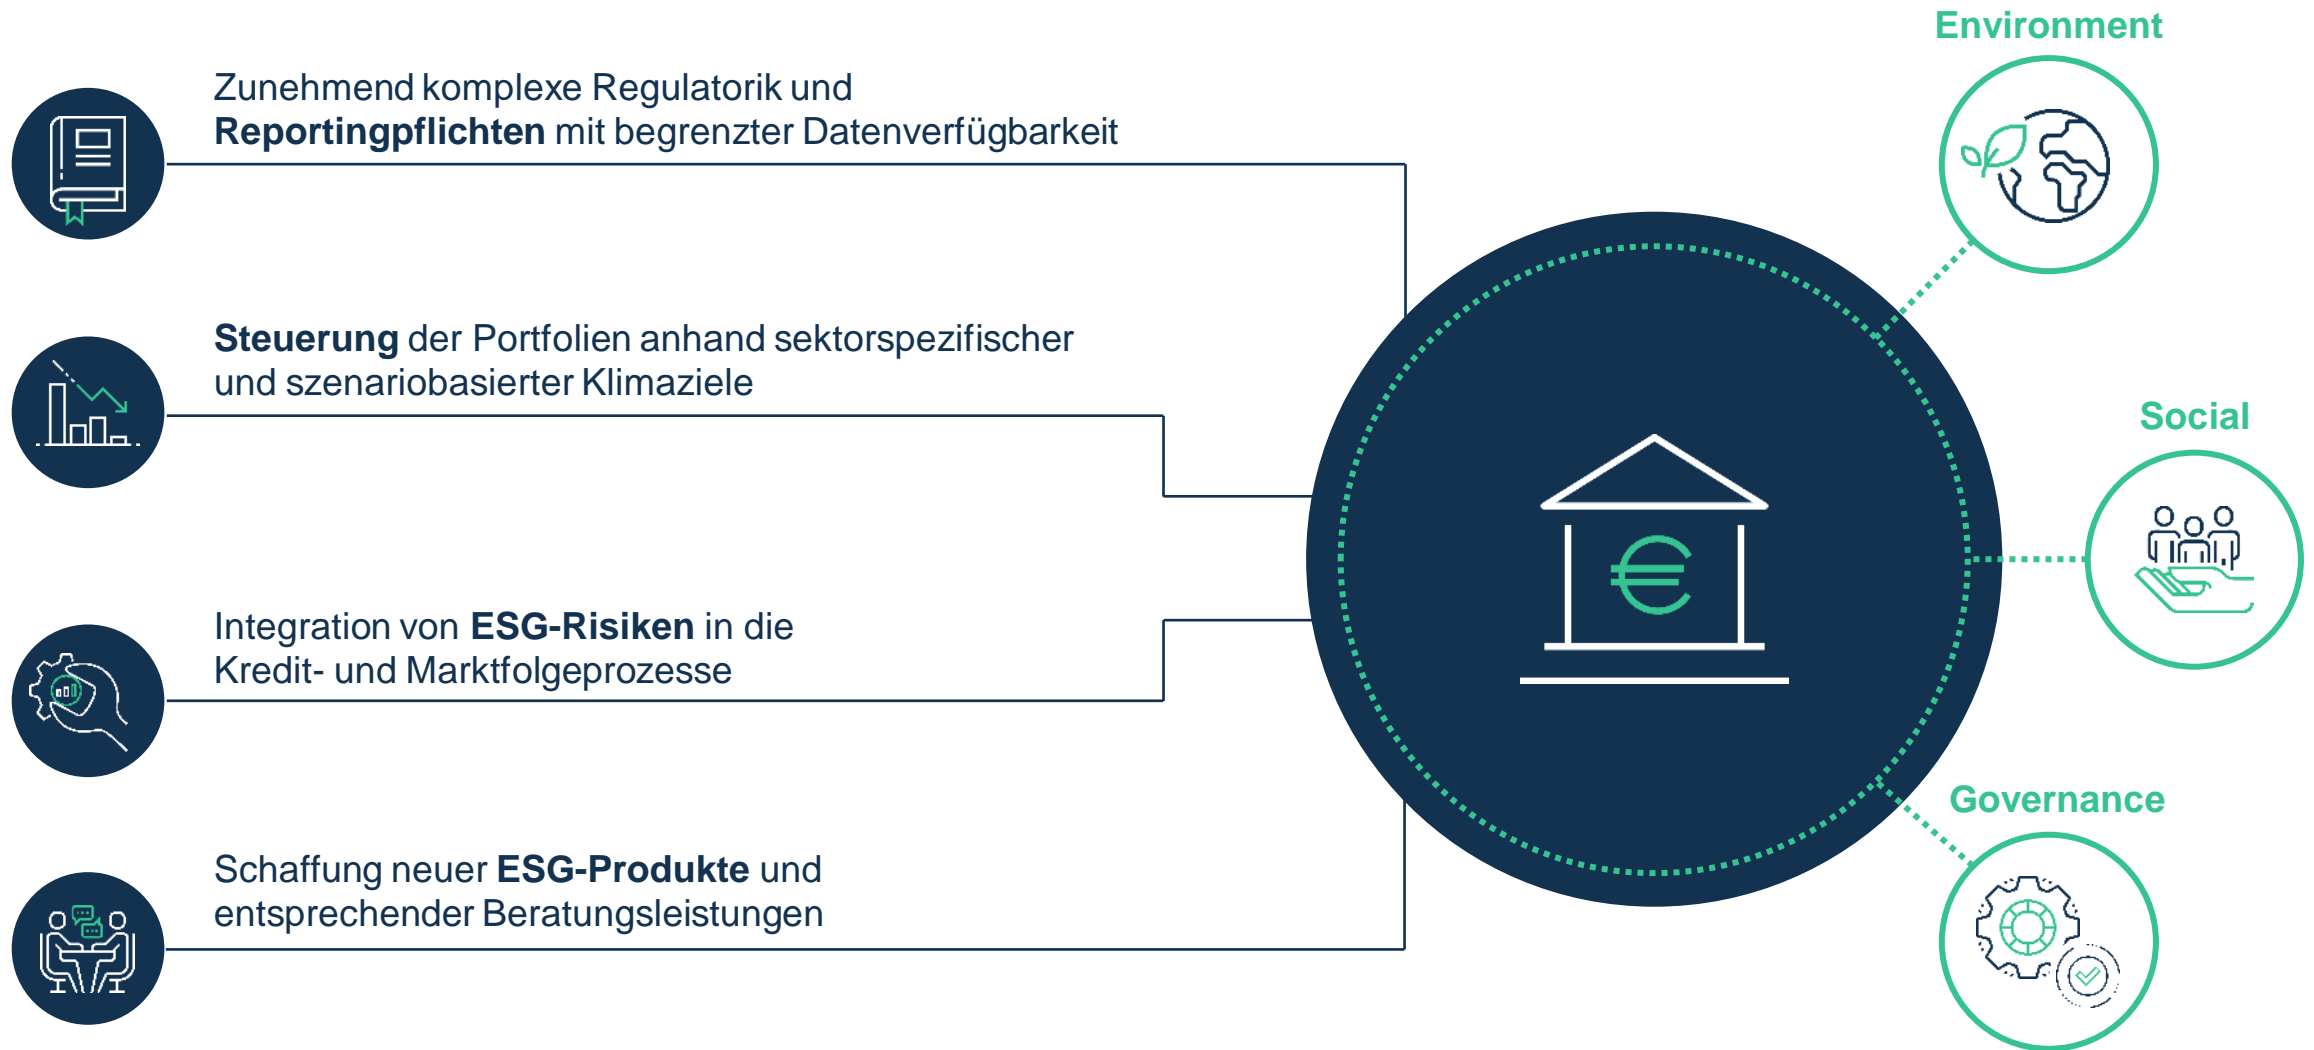 Zunehmend komplexe Regulatorik und
Reportingpflichten mit begrenzter Datenverfügbarkeit
Steuerung der Portfolien anhand sektorspezifischer
und szenariobasierter Klimaziele
Integration von ESG-Risiken in die
Kredit- und Marktfolgeprozesse
Schaffung neuer ESG-Produkte und
entsprechender Beratungsleistungen
€
Environment
Social
Governance